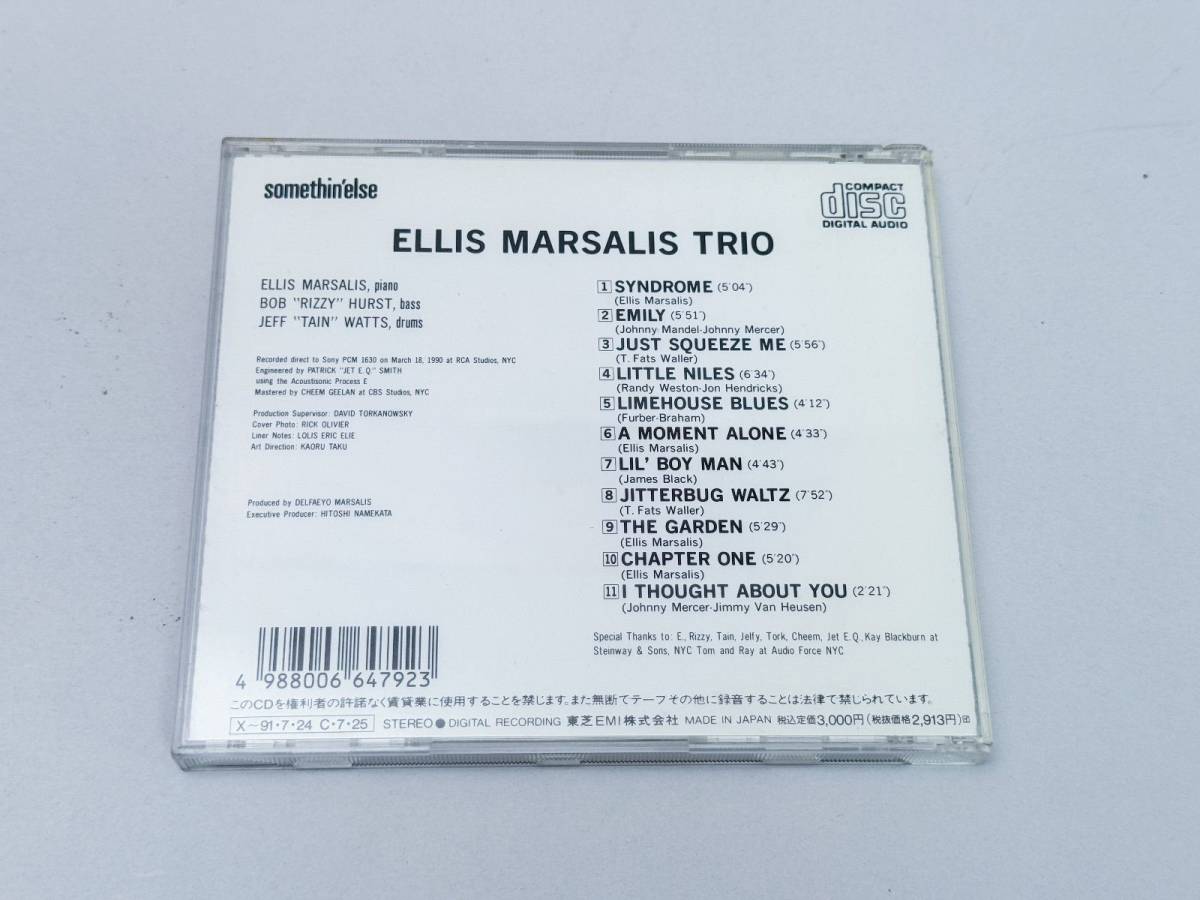 somethin'else
COMPACT
disc
DIGITAL AUDIO
ELLIS MARSALIS TRIO
ELLIS MARSALIS, piano
BOB "RIZZY" HURST, bass
JEFF "TAIN" WATTS, drums
Recorded direct to Sony PCM 1630 on March 18, 1990 at RCA Studios, NYC
Engineered by PATRICK "JET E.Q." SMITH
using the Acoustisonic Process E
Mastered by CHEEM GEELAN at CBS Studios, NYC
Production Supervisor: DAVID TORKANOWSKY
Cover Photo: RICK OLIVIER
Liner Notes: LOLIS ERIC ELIE
Art Direction: KAORU TAKU
Produced by DELFAEYO MARSALIS
Executive Producer: HITOSHI NAMEKATA
1 SYNDROME (5'04")
(Ellis Marsalis)
2 EMILY (5'51")
(Johnny Mandel-Johnny Mercer)
3 JUST SQUEEZE ME (5'56")
(T. Fats Waller)
4 LITTLE NILES (6'34")
(Randy Weston-Jon Hendricks)
5 LIMEHOUSE BLUES (4'12")
(Furber-Braham)
6 A MOMENT ALONE (4'33")
(Ellis Marsalis)
7 LIL' BOY MAN (4'43")
(James Black)
8 JITTERBUG WALTZ (7'52")
(T. Fats Waller)
9 THE GARDEN (5'29")
(Ellis Marsalis)
10 CHAPTER ONE (5'20")
(Ellis Marsalis)
11 I THOUGHT ABOUT YOU (2'21")
(Johnny Mercer-Jimmy Van Heusen)
Special Thanks to: E., Rizzy, Tain, Jelfy, Tork, Cheem, Jet E.Q., Kay Blackburn at
Steinway & Sons, NYC Tom and Ray at Audio Force NYC
4 988006 647923
このCDを権利者の許諾なく賃貸業に使用することを禁じます。また無断でテープその他に録音することは法律で禁じられています。
X〜91・7・24 C・7・25 STEREO ● DIGITAL RECORDING 東芝EMI株式会社 MADE IN JAPAN 税込定価3,000円(税抜価格2,913円)団